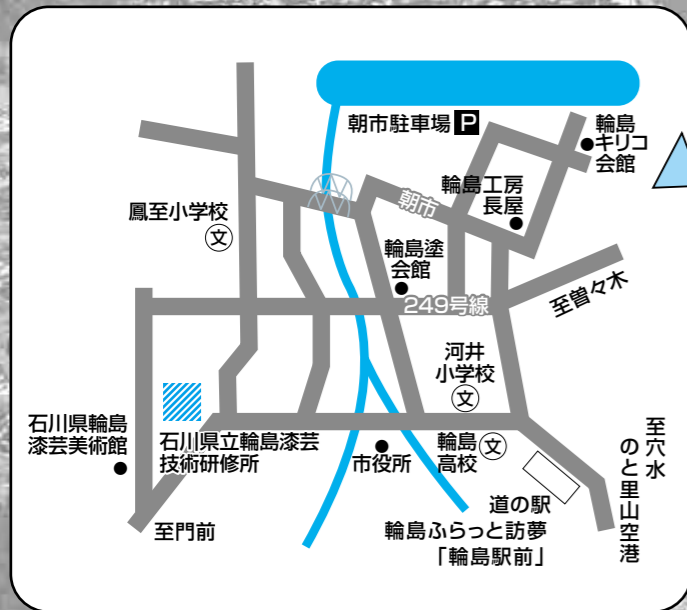 朝市駐車場 P
輪島
キリコ
会館
輪島工房
長屋
朝市
鳳至小学校
文
輪島塗
会館
249号線
至曽々木
河井
小学校
文
石川県輪島
漆芸美術館
石川県立輪島漆芸
技術研修所
市役所
輪島
高校
文
至門前
道の駅
輪島ふらっと訪夢
「輪島駅前」
至穴水
のと里山空港